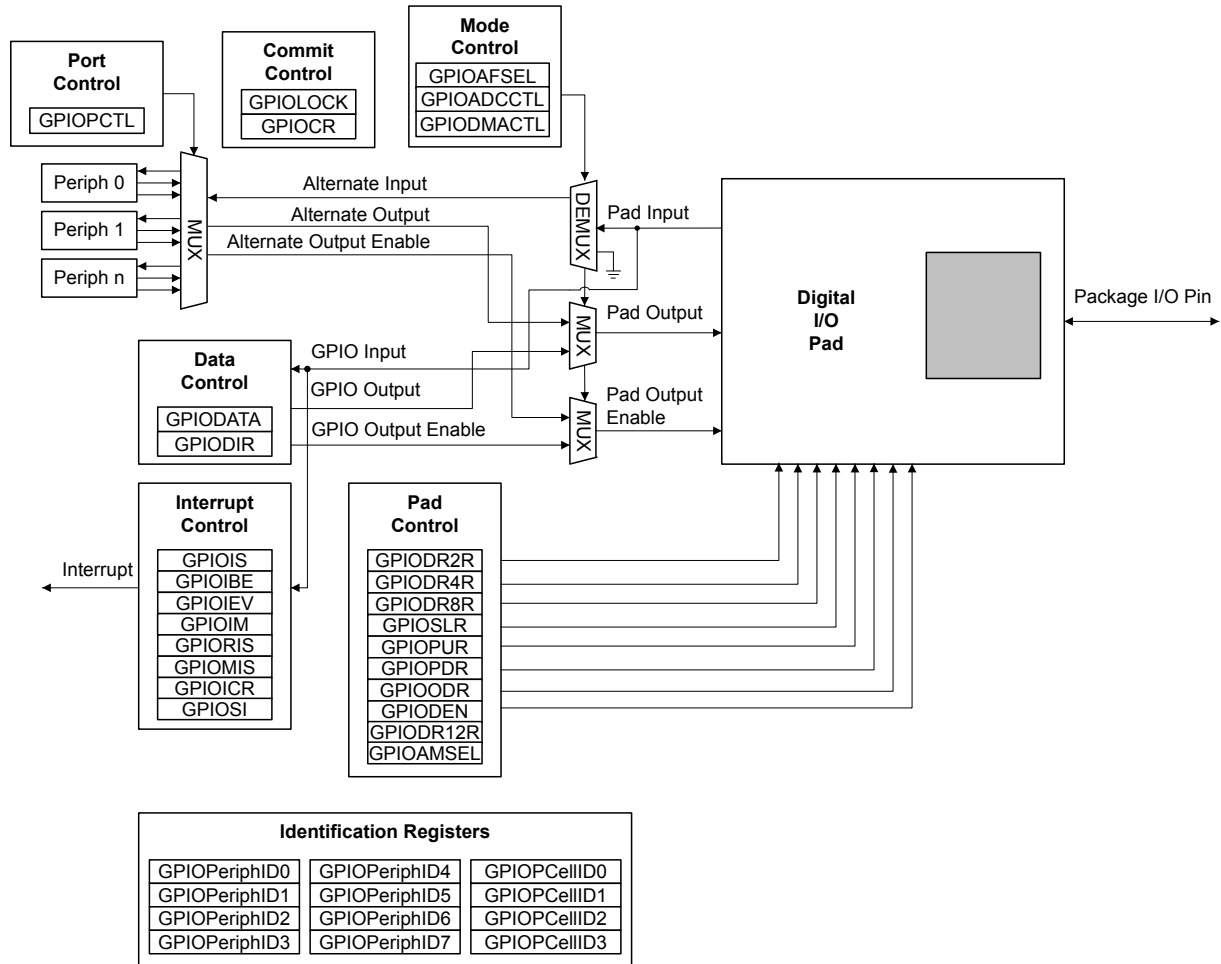 Port
Control
GPIOPCTL
Commit
Control
GPIOLOCK
GPIOCR
Mode
Control
GPIOAFSEL
GPIOADCCTL
GPIODMACTL
Periph 0
Periph 1
Periph n
MUX
Alternate Input
Alternate Output
Alternate Output Enable
DEMUX
Pad Input
MUX
Pad Output
MUX
Pad Output
Enable
Digital
I/O
Pad
Package I/O Pin
Data
Control
GPIODATA
GPIODIR
GPIO Input
GPIO Output
GPIO Output Enable
Interrupt
Control
GPIOIS
GPIOIBE
GPIOIEV
GPIOIM
GPIORIS
GPIOMIS
GPIOICR
GPIOSI
Interrupt
Pad
Control
GPIODR2R
GPIODR4R
GPIODR8R
GPIOSLR
GPIOPUR
GPIOPDR
GPIOODR
GPIODEN
GPIODR12R
GPIOAMSEL
Identification Registers
GPIOPeriphID0
GPIOPeriphID1
GPIOPeriphID2
GPIOPeriphID3
GPIOPeriphID4
GPIOPeriphID5
GPIOPeriphID6
GPIOPeriphID7
GPIOPCellID0
GPIOPCellID1
GPIOPCellID2
GPIOPCellID3